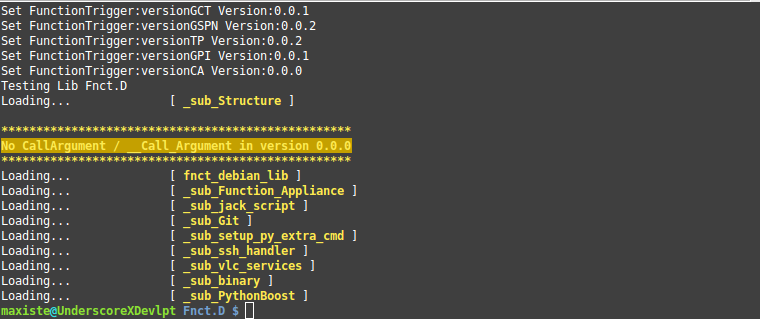 Set FunctionTrigger:versionGCT Version:0.0.1
Set FunctionTrigger:versionGSPN Version:0.0.2
Set FunctionTrigger:versionTP Version:0.0.2
Set FunctionTrigger:versionGPI Version:0.0.1
Set FunctionTrigger:versionCA Version:0.0.0
Testing Lib Fnct.D
Loading... [ _sub_Structure ]
**************************************************
No CallArgument / __Call_Argument in version 0.0.0
**************************************************
Loading... [ fnct_debian_lib ]
Loading... [ _sub_Function_Appliance ]
Loading... [ _sub_jack_script ]
Loading... [ _sub_Git ]
Loading... [ _sub_setup_py_extra_cmd ]
Loading... [ _sub_ssh_handler ]
Loading... [ _sub_vlc_services ]
Loading... [ _sub_binary ]
Loading... [ _sub_PythonBoost ]
maxiste@UnderscoreXDevlpt Fnct.D $